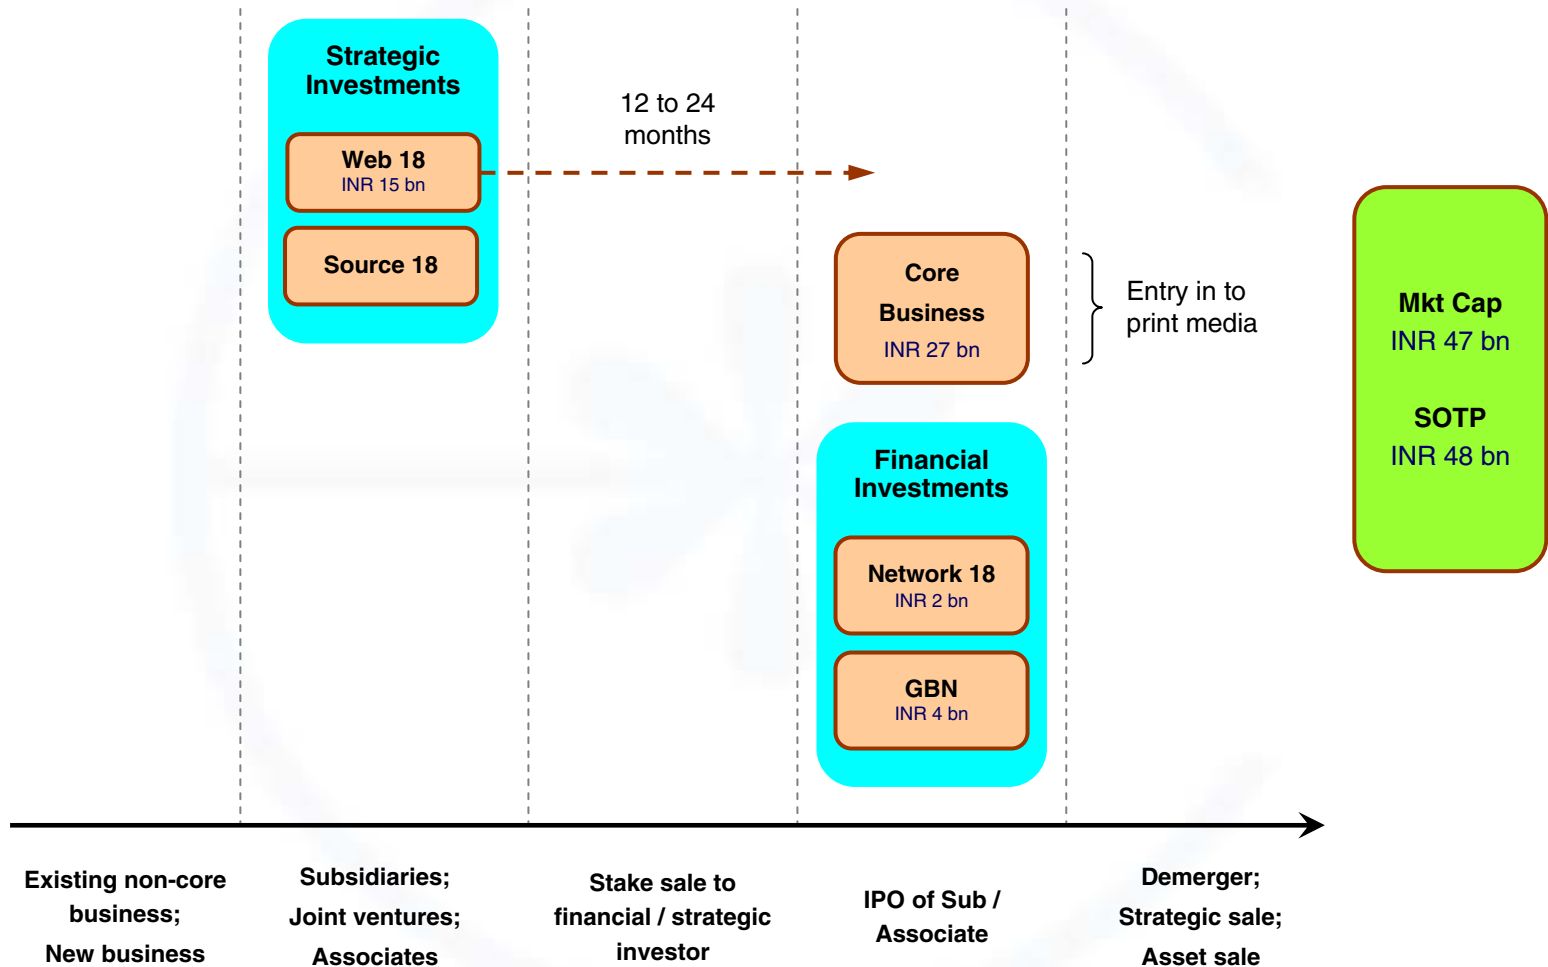 Strategic
Investments
Web 18
INR 15 bn
Source 18
12 to 24
months
Core
Business
INR 27 bn
Entry in to
print media
Financial
Investments
Network 18
INR 2 bn
GBN
INR 4 bn
Mkt Cap
INR 47 bn
SOTP
INR 48 bn
Existing non-core
business;
New business
Subsidiaries;
Joint ventures;
Associates
Stake sale to
financial / strategic
investor
IPO of Sub /
Associate
Demerger;
Strategic sale;
Asset sale